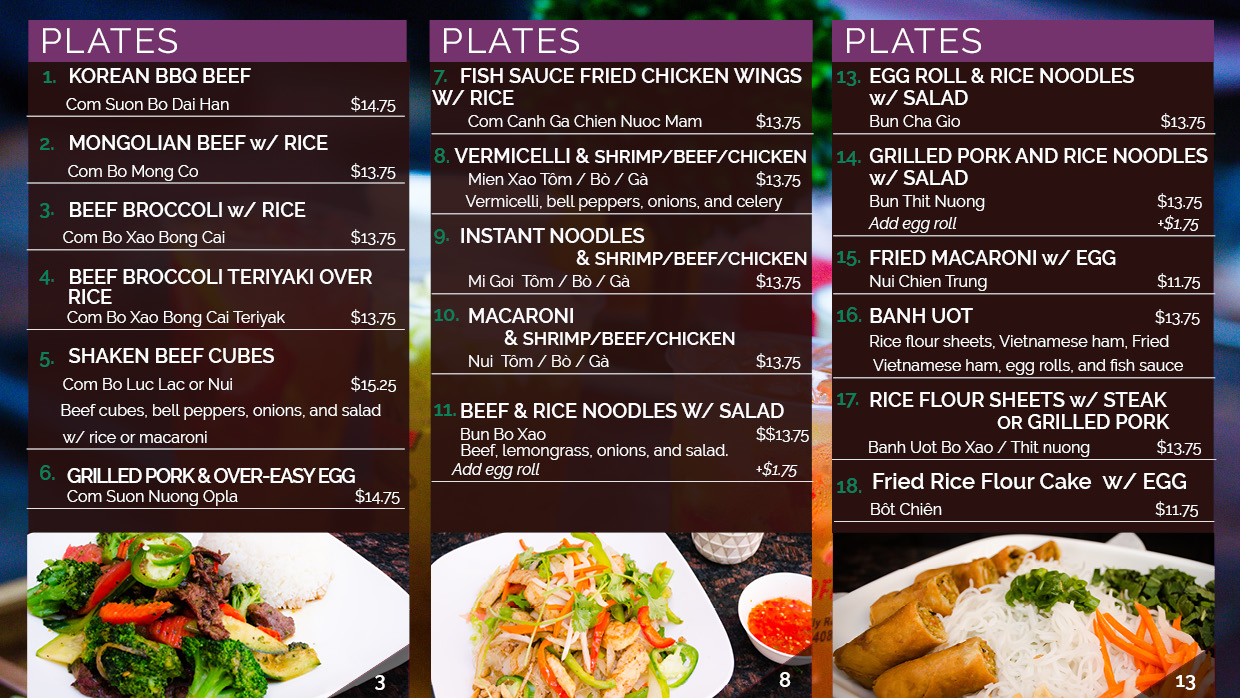 PLATES
1. KOREAN BBQ BEEF
Com Suon Bo Dai Han $14.75
2. MONGOLIAN BEEF w/ RICE
Com Bo Mong Co $13.75
3. BEEF BROCCOLI w/ RICE
Com Bo Xao Bong Cai $13.75
4. BEEF BROCCOLI TERIYAKI OVER
RICE
Com Bo Xao Bong Cai Teriyak $13.75
5. SHAKEN BEEF CUBES
Com Bo Luc Lac or Nui $15.25
Beef cubes, bell peppers, onions, and salad
w/ rice or macaroni
6. GRILLED PORK & OVER-EASY EGG
Com Suon Nuong Opla $14.75
3
PLATES
7. FISH SAUCE FRIED CHICKEN WINGS
W/ RICE
Com Canh Ga Chien Nuoc Mam $13.75
8. VERMICELLI & SHRIMP/BEEF/CHICKEN
Mien Xao Tôm / Bò / Gà $13.75
Vermicelli, bell peppers, onions, and celery
9. INSTANT NOODLES
& SHRIMP/BEEF/CHICKEN
Mi Goi Tôm / Bò / Gà $13.75
10. MACARONI
& SHRIMP/BEEF/CHICKEN
Nui Tôm / Bò / Gà $13.75
11. BEEF & RICE NOODLES W/ SALAD
Bun Bo Xao $$13.75
Beef, lemongrass, onions, and salad.
Add egg roll +$1.75
8
PLATES
13. EGG ROLL & RICE NOODLES
w/ SALAD
Bun Cha Gio $13.75
14. GRILLED PORK AND RICE NOODLES
w/ SALAD
Bun Thit Nuong $13.75
Add egg roll +$1.75
15. FRIED MACARONI w/ EGG
Nui Chien Trung $11.75
16. BANH UOT $13.75
Rice flour sheets, Vietnamese ham, Fried
Vietnamese ham, egg rolls, and fish sauce
17. RICE FLOUR SHEETS w/ STEAK
OR GRILLED PORK
Banh Uot Bo Xao / Thit nuong $13.75
18. Fried Rice Flour Cake W/ EGG
Bôt Chiên $11.75
13